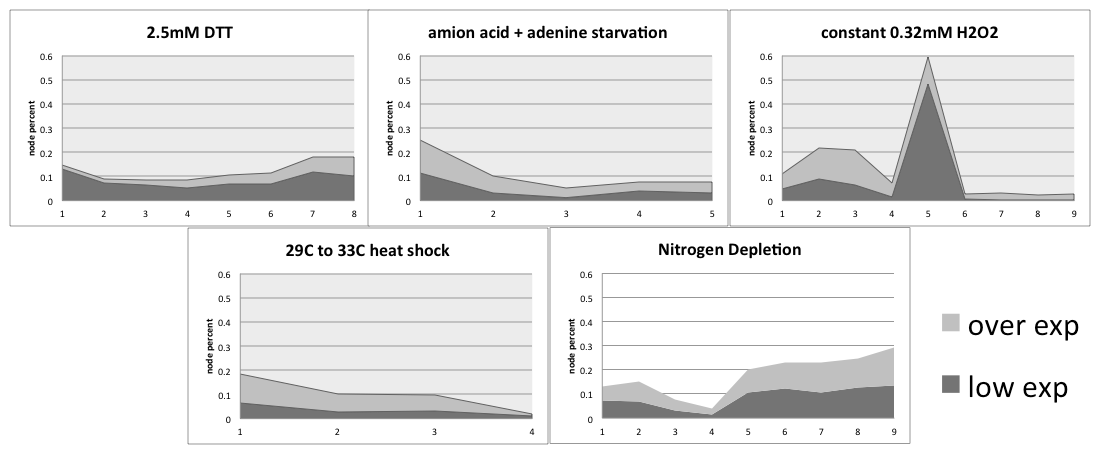 2.5mM DTT
node percent
0.6
0.5
0.4
0.3
0.2
0.1
0
1 2 3 4 5 6 7 8
amion acid + adenine starvation
node percent
0.6
0.5
0.4
0.3
0.2
0.1
0
1 2 3 4 5
constant 0.32mM H2O2
node percent
0.6
0.5
0.4
0.3
0.2
0.1
0
1 2 3 4 5 6 7 8 9
29C to 33C heat shock
node percent
0.6
0.5
0.4
0.3
0.2
0.1
0
1 2 3 4
Nitrogen Depletion
node percent
0.6
0.5
0.4
0.3
0.2
0.1
0
1 2 3 4 5 6 7 8 9
over exp
low exp